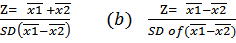 Z= x̅1̅ +x̅2̅ (b) Z= x̅1̅−x̅2̅
SD(x̅1̅−x̅2̅) SD of(x̅1̅−x̅2̅)